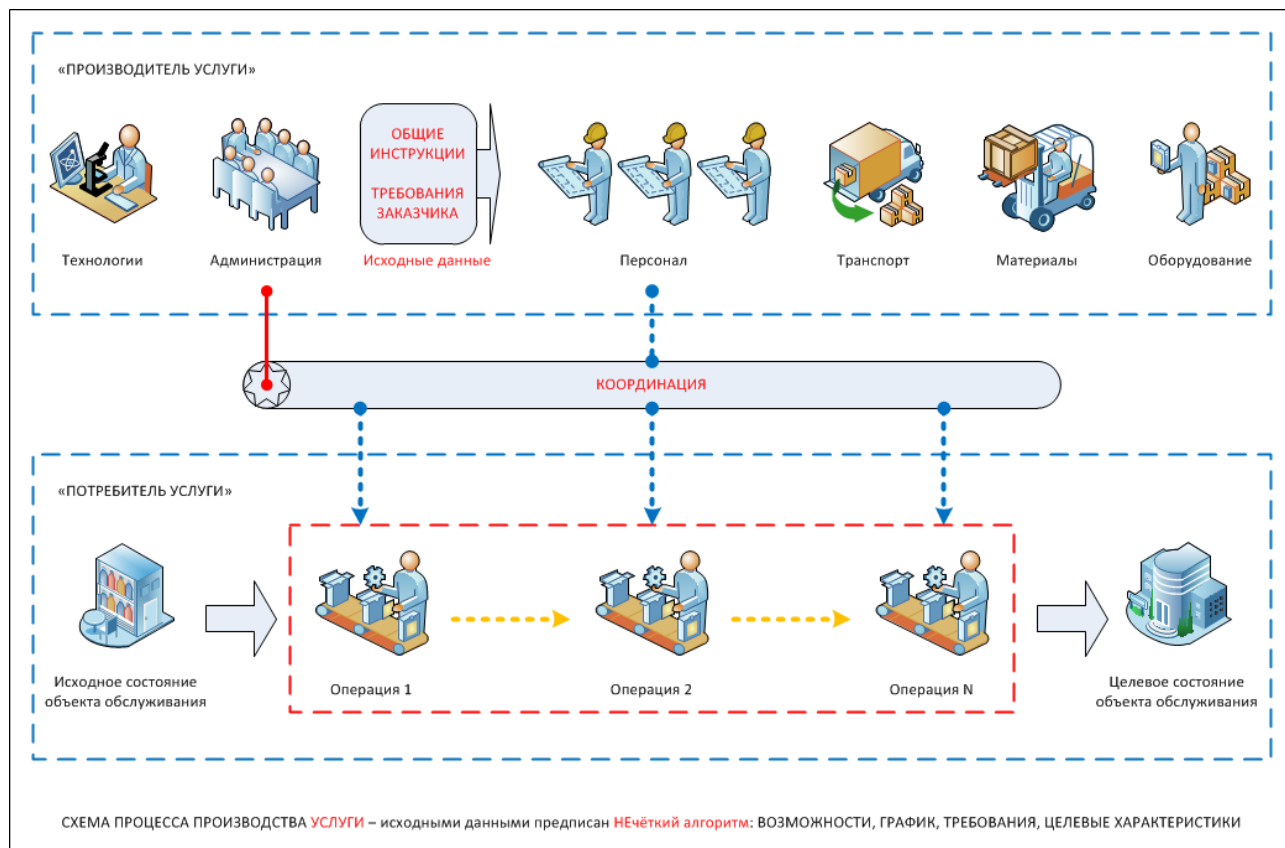 «ПРОИЗВОДИТЕЛЬ УСЛУГИ»
ОБЩИЕ
ИНСТРУКЦИИ
ТРЕБОВАНИЯ
ЗАКАЗЧИКА
Технологии
Администрация
Исходные данные
Персонал
Транспорт
Материалы
Оборудование
КООРДИНАЦИЯ
«ПОТРЕБИТЕЛЬ УСЛУГИ»
Исходное состояние
объекта обслуживания
Операция 1
Операция 2
Операция N
Целевое состояние
объекта обслуживания
СХЕМА ПРОЦЕССА ПРОИЗВОДСТВА УСЛУГИ – исходными данными предписан НЕчёткий алгоритм: ВОЗМОЖНОСТИ, ГРАФИК, ТРЕБОВАНИЯ, ЦЕЛЕВЫЕ ХАРАКТЕРИСТИКИ